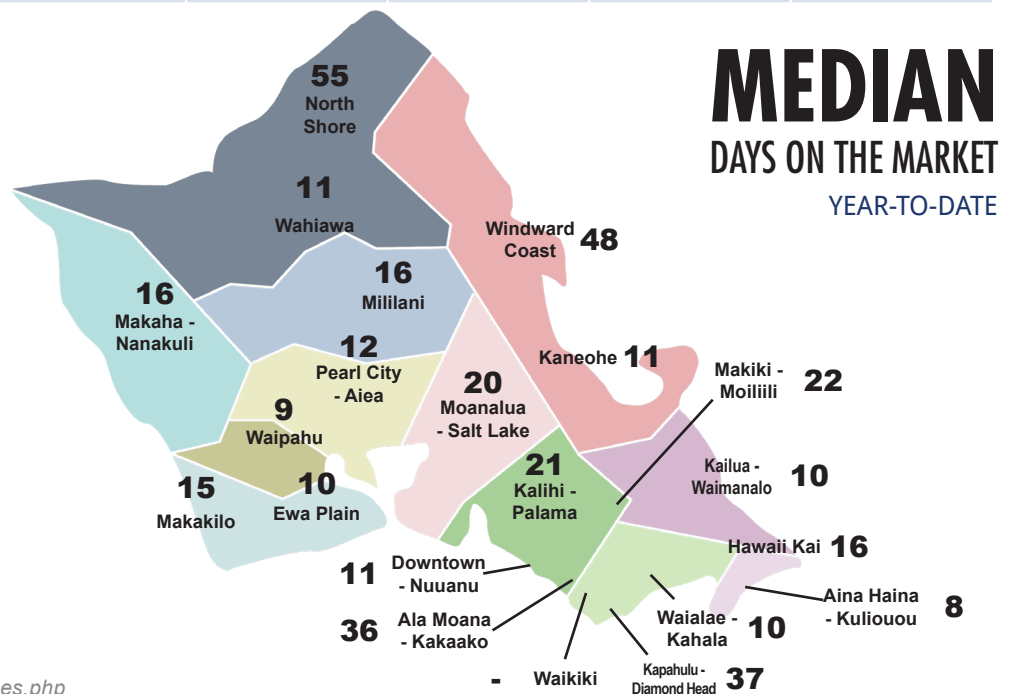 MEDIAN
DAYS ON THE MARKET
YEAR-TO-DATE
55
North
Shore
11
Wahiawa
Windward
Coast 48
16
Mililani
16
Makaha -
Nanakuli
12
Pearl City
- Aiea
Kaneohe 11
Makiki -
Moiliili 22
20
Moanalua
- Salt Lake
9
Waipahu
21
Kalihi -
Palama
Kailua -
Waimanalo 10
15
Makakilo
10
Ewa Plain
Hawaii Kai 16
11 Downtown
- Nuuanu
Aina Haina
- Kuliouou 8
36 Ala Moana
- Kakaako
Waialae -
Kahala 10
- Waikiki
Kapahulu -
Diamond Head 37
es.php